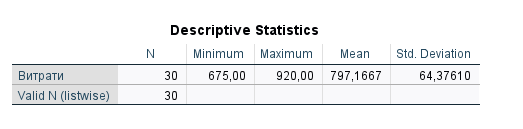 Descriptive Statistics
N Minimum Maximum Mean Std. Deviation
Витрати 30 675,00 920,00 797,1667 64,37610
Valid N (listwise) 30